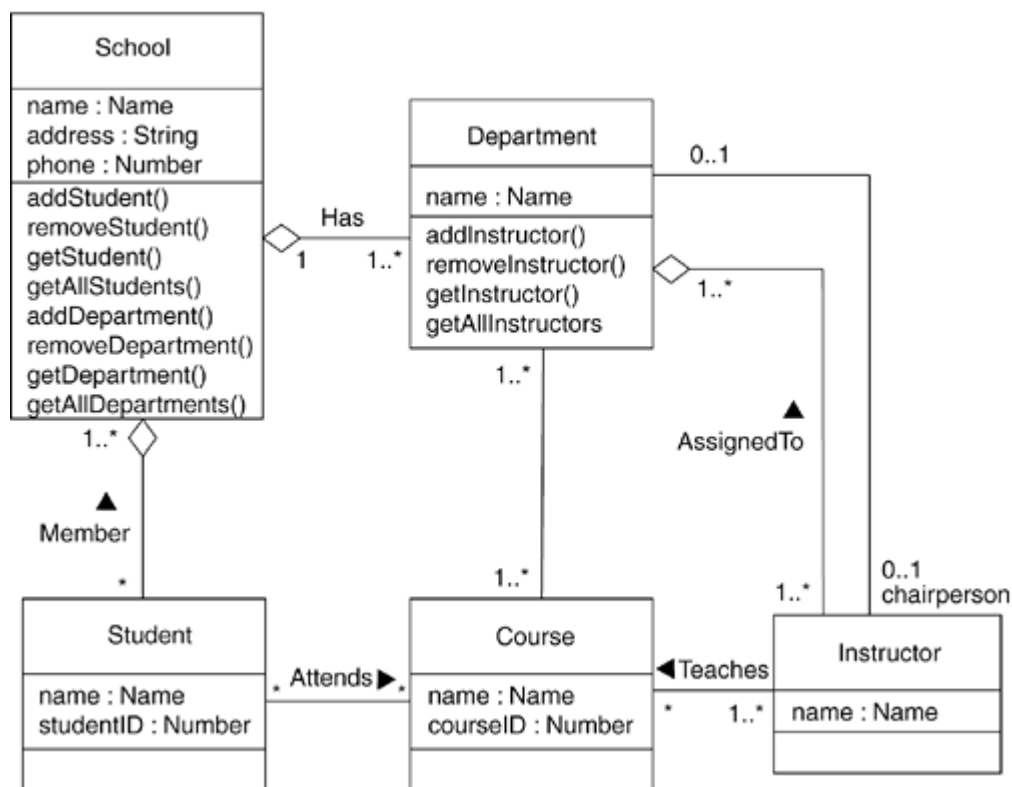 School
name : Name
address : String
phone : Number
addStudent()
removeStudent()
getStudent()
getAllStudents()
addDepartment()
removeDepartment()
getDepartment()
getAllDepartments()
Has
1
1..*
Department
name : Name
addInstructor()
removeInstructor()
getInstructor()
getAllInstructors
0..1
1..*
1..*
1..*
Member
*
AssignedTo
1..*
1..*
0..1
chairperson
Student
name : Name
studentID : Number
Attends
*
*
Course
name : Name
courseID : Number
Teaches
*
1..*
Instructor
name : Name